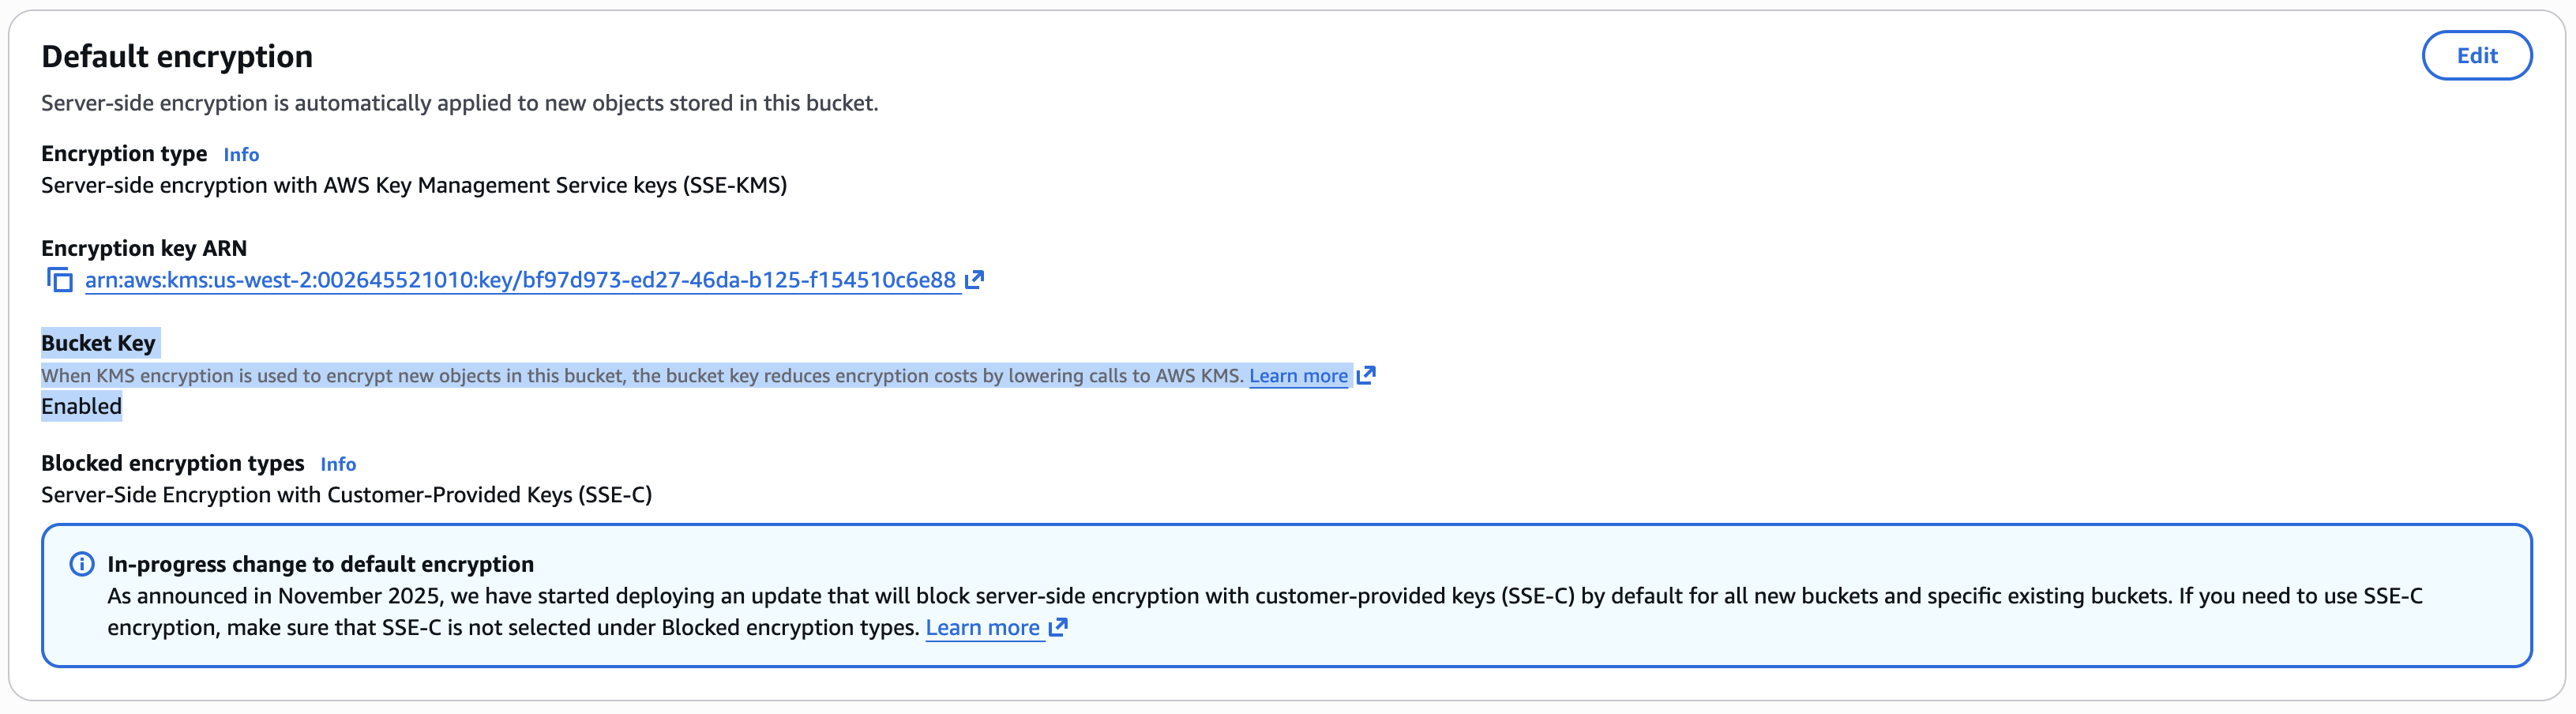 Default encryption
Edit
Server-side encryption is automatically applied to new objects stored in this bucket.
Encryption type Info
Server-side encryption with AWS Key Management Service keys (SSE-KMS)
Encryption key ARN
arn:aws:kms:us-west-2:002645521010:key/bf97d973-ed27-46da-b125-f154510c6e88
Bucket Key
When KMS encryption is used to encrypt new objects in this bucket, the bucket key reduces encryption costs by lowering calls to AWS KMS. Learn more
Enabled
Blocked encryption types Info
Server-Side Encryption with Customer-Provided Keys (SSE-C)
In-progress change to default encryption
As announced in November 2025, we have started deploying an update that will block server-side encryption with customer-provided keys (SSE-C) by default for all new buckets and specific existing buckets. If you need to use SSE-C
encryption, make sure that SSE-C is not selected under Blocked encryption types. Learn more